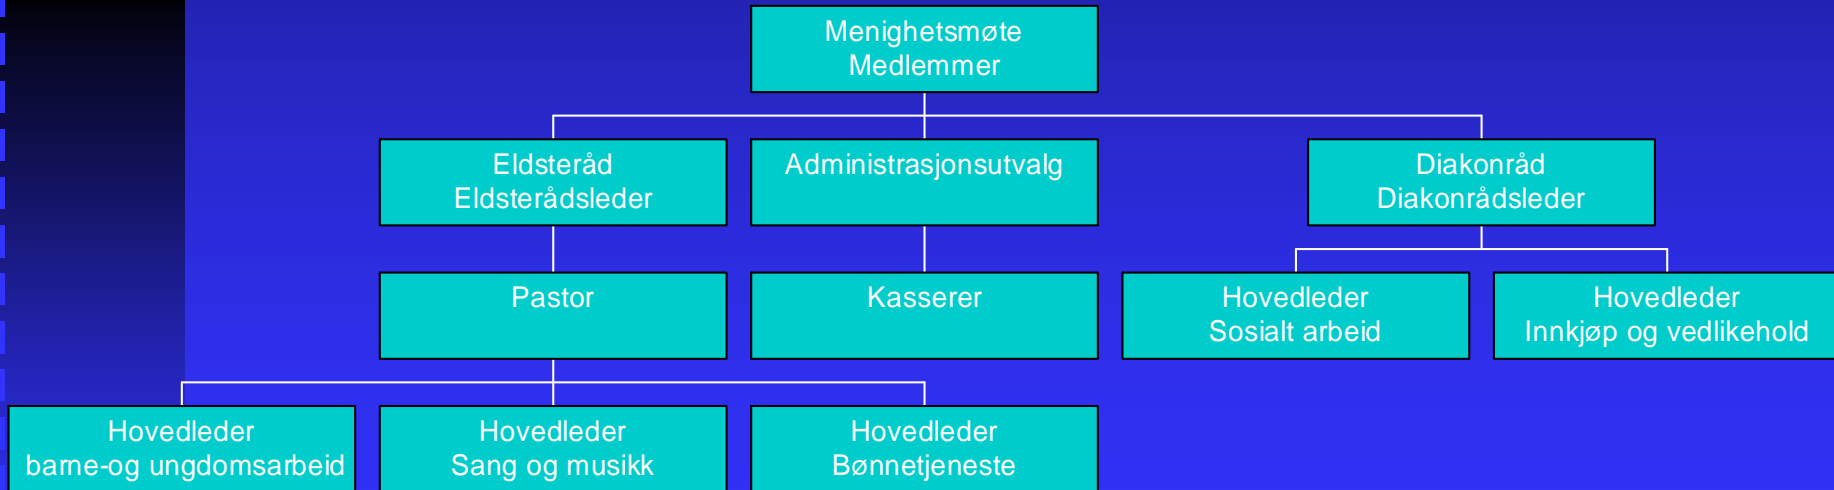 Menighetsmøte
Medlemmer
Eldsteråd
Eldsterådsleder
Administrasjonsutvalg
Diakonråd
Diakonrådsleder
Pastor
Kasserer
Hovedleder
Sosialt arbeid
Hovedleder
Innkjøp og vedlikehold
Hovedleder
barne-og ungdomsarbeid
Hovedleder
Sang og musikk
Hovedleder
Bønnetjeneste